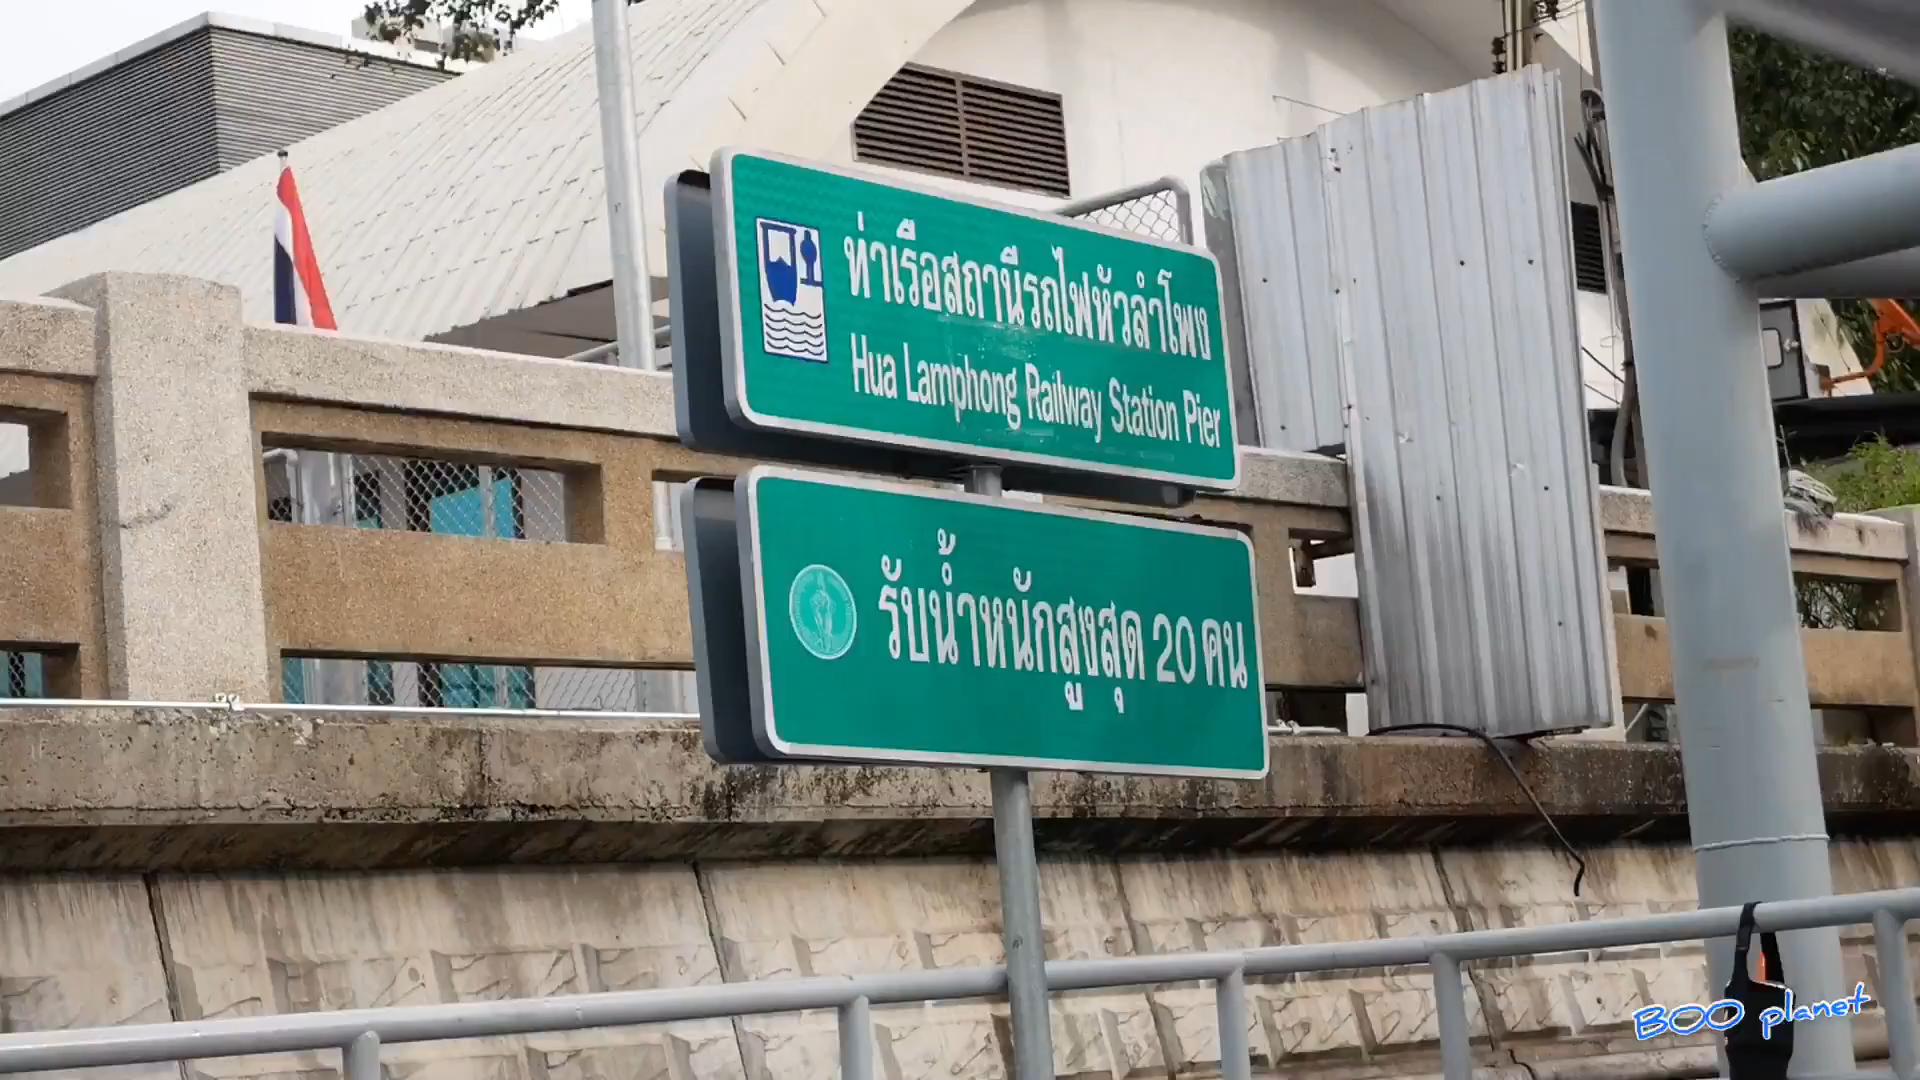 ท่าเรือสถานีรถไฟหัวลำโพง
Hua Lamphong Railway Station Pier
รับน้ำหนักสูงสุด 20 คน
BOO planet